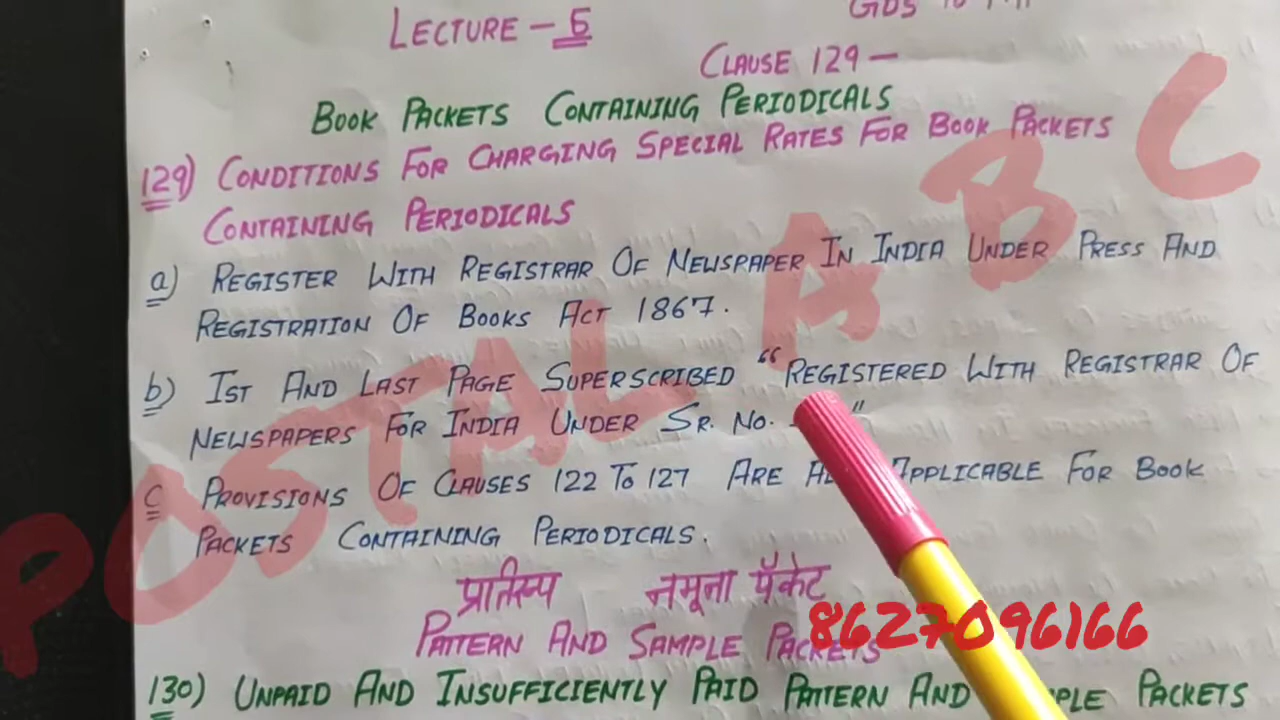 GDS TO
LECTURE - 5
CLAUSE 129 -
BOOK PACKETS CONTAINING PERIODICALS
129) CONDITIONS FOR CHARGING SPECIAL RATES FOR BOOK PACKETS
CONTAINING PERIODICALS
a) REGISTER WITH REGISTRAR OF NEWSPAPER IN INDIA UNDER PRESS AND
REGISTRATION OF BOOKS ACT 1867.
b) IST AND LAST PAGE SUPERSCRIBED "REGISTERED WITH REGISTRAR OF
NEWSPAPERS FOR INDIA UNDER SR. NO. "
c PROVISIONS OF CLAUSES 122 TO 127 ARE APPLICABLE FOR BOOK
PACKETS CONTAINING PERIODICALS.
नमूना पॅकेट
PATTERN AND SAMPLE PACKETS
8627096166
130) UNPAID AND INSUFFICIENTLY PAID PATTERN AND PACKETS
POSTAL ABC